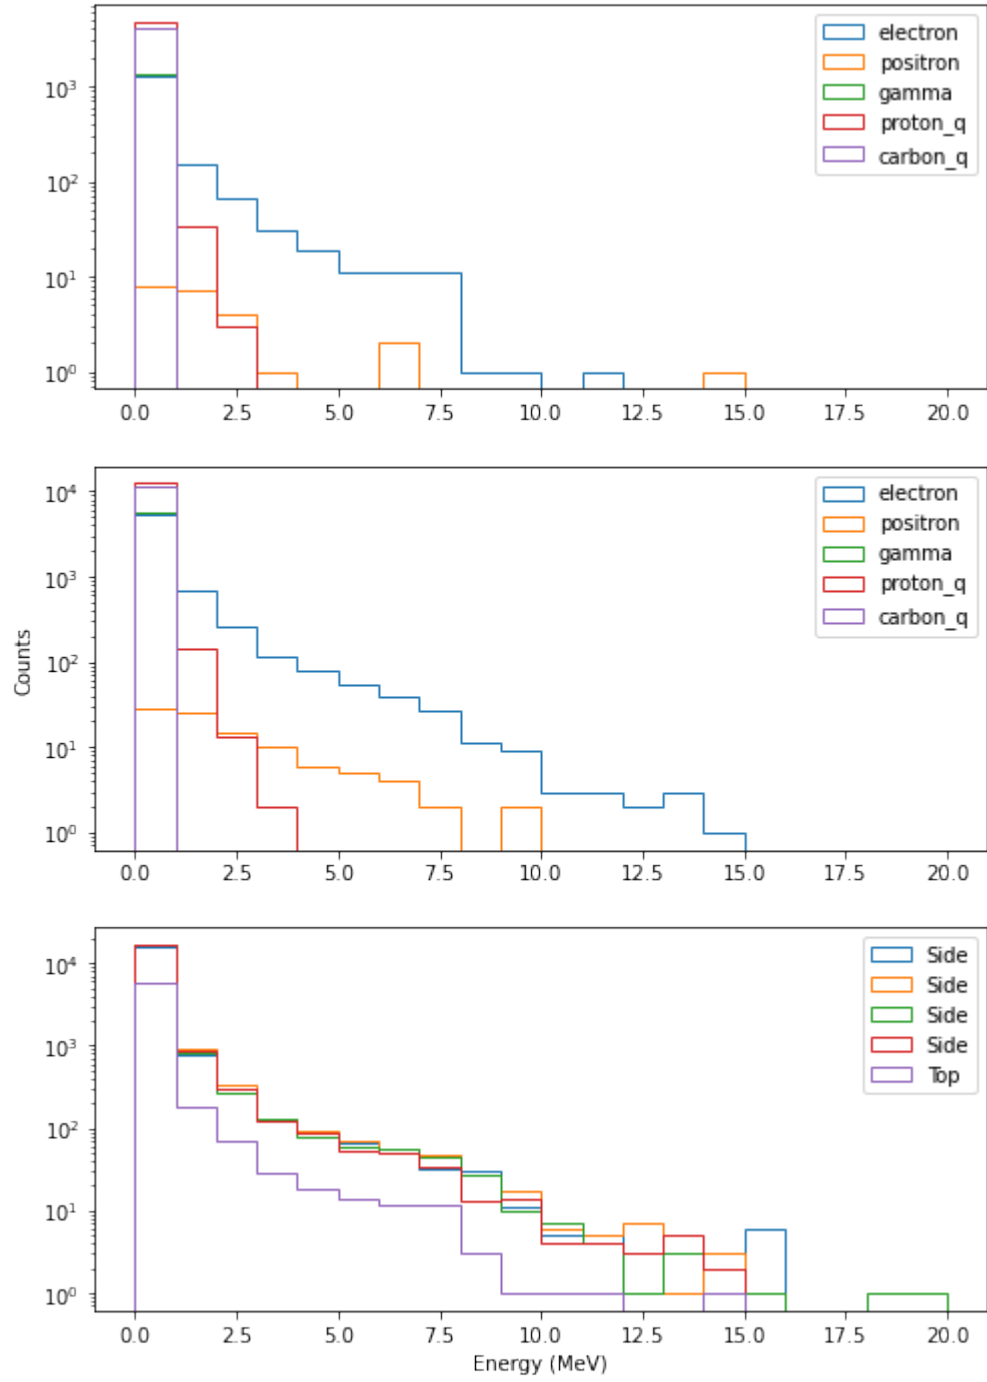 electron
positron
gamma
proton_q
carbon_q
10³
10²
10¹
10⁰
0.0 2.5 5.0 7.5 10.0 12.5 15.0 17.5 20.0
electron
positron
gamma
proton_q
carbon_q
10⁴
10³
10²
10¹
10⁰
Counts
0.0 2.5 5.0 7.5 10.0 12.5 15.0 17.5 20.0
Side
Side
Side
Side
Top
10⁴
10³
10²
10¹
10⁰
0.0 2.5 5.0 7.5 10.0 12.5 15.0 17.5 20.0
Energy (MeV)